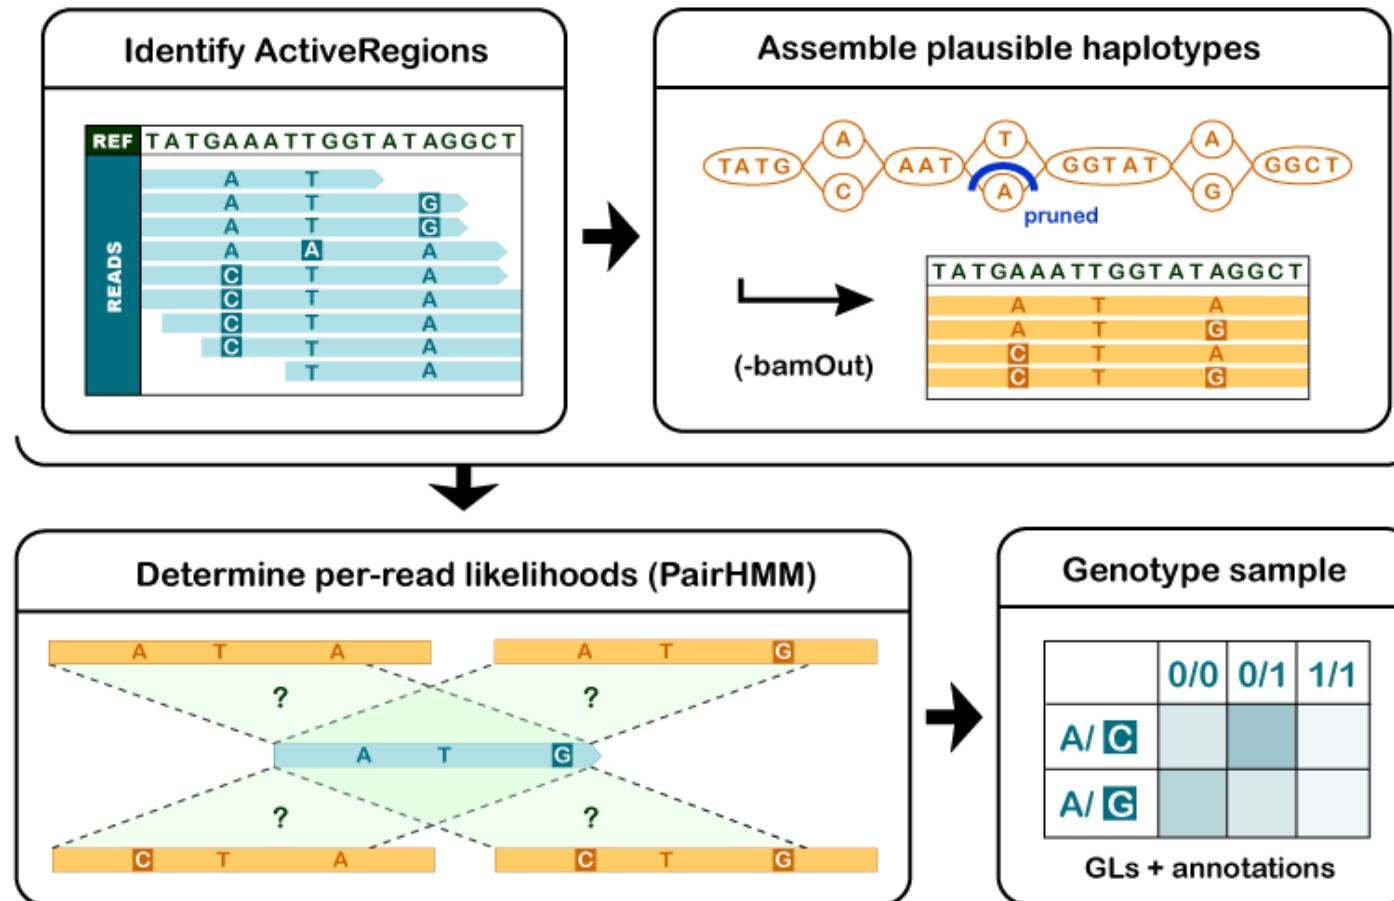 Identify ActiveRegions
REF TATGAAATTGGTATAGGCT
READS
A T
A T G
A T G
A A A
C T A
C T A
C T A
C T A
T A
Assemble plausible haplotypes
A T A
TATG AAT GGTAT GGCT
C A G
pruned
(-bamOut)
TATGAAATTGGTATAGGCT
A T A
A T G
C T A
C T G
Determine per-read likelihoods (PairHMM)
A T A A T G
? ?
A T G
? ?
C T A C T G
Genotype sample
0/0 0/1 1/1
A/ C
A/ G
GLs + annotations